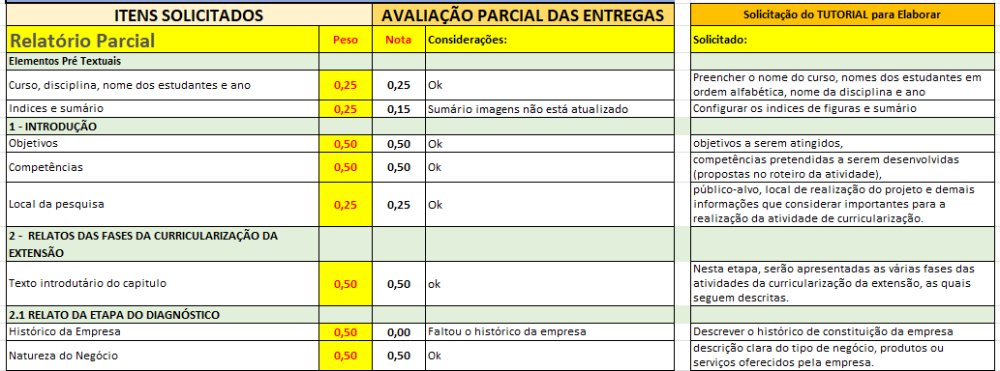 ITENS SOLICITADOS AVALIAÇÃO PARCIAL DAS ENTREGAS Solicitação do TUTORIAL para Elaborar
Relatório Parcial Peso Nota Considerações: Solicitado:
Elementos Pré Textuais
Curso, disciplina, nome dos estudantes e ano 0,25 0,25 Ok Preencher o nome do curso, nomes dos estudantes em
ordem alfabética, nome da disciplina e ano
Indices e sumário 0,25 0,15 Sumário imagens não está atualizado Configurar os indices de figuras e sumário
1 - INTRODUÇÃO
Objetivos 0,50 0,50 Ok objetivos a serem atingidos,
Competências 0,50 0,50 Ok competências pretendidas a serem desenvolvidas
(propostas no roteiro da atividade),
Local da pesquisa 0,25 0,25 Ok público-alvo, local de realização do projeto e demais
informações que considerar importantes para a
realização da atividade de curricularização.
2 - RELATOS DAS FASES DA CURRICULARIZAÇÃO DA
EXTENSÃO
Texto introdutário do capitulo 0,50 0,50 ok Nesta etapa, serão apresentadas as várias fases das
atividades da curricularização da extensão, as quais
seguem descritas.
2.1 RELATO DA ETAPA DO DIAGNÓSTICO
Histórico da Empresa 0,50 0,00 Faltou o histórico da empresa Descrever o histórico de constituição da empresa
Natureza do Negócio 0,50 0,50 Ok descrição clara do tipo de negócio, produtos ou
serviços oferecidos pela empresa.